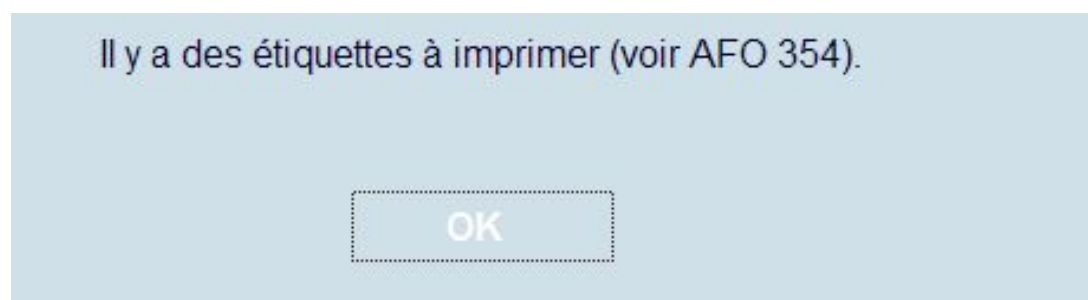 Il y a des étiquettes à imprimer (voir AFO 354).
OK